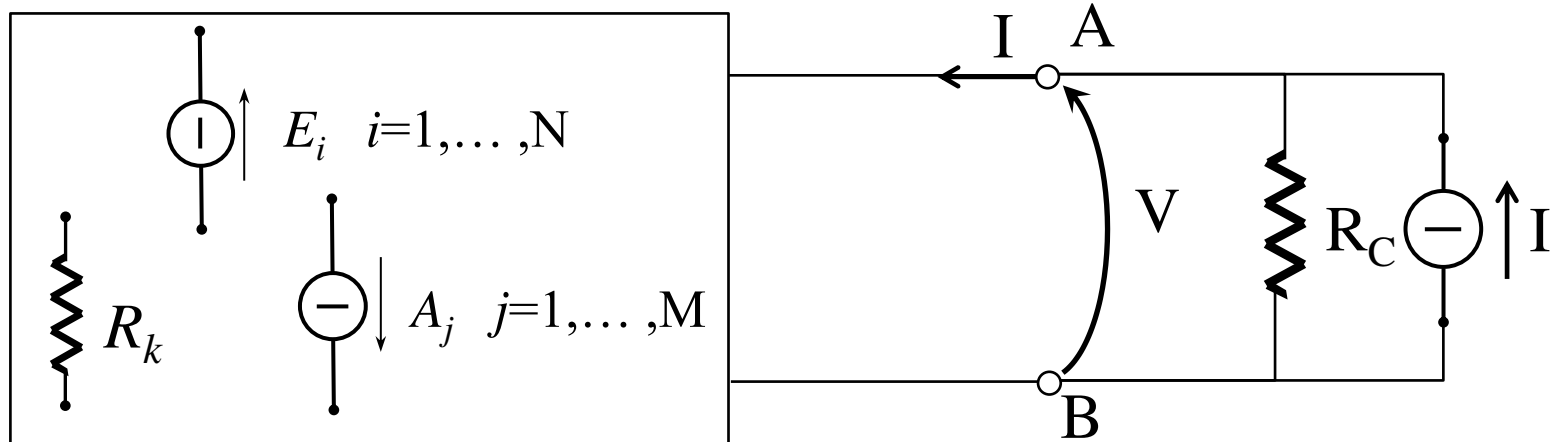 I
A
E_i i=1,… ,N
V
R_C
I
R_k
A_j j=1,… ,M
B